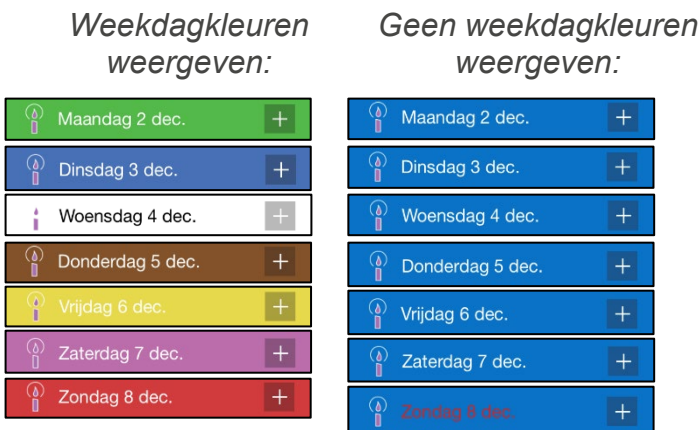 Weekdagkleuren
weergeven:
Maandag 2 dec. +
Dinsdag 3 dec. +
Woensdag 4 dec. +
Donderdag 5 dec. +
Vrijdag 6 dec. +
Zaterdag 7 dec. +
Zondag 8 dec. +
Geen weekdagkleuren
weergeven:
Maandag 2 dec. +
Dinsdag 3 dec. +
Woensdag 4 dec. +
Donderdag 5 dec. +
Vrijdag 6 dec. +
Zaterdag 7 dec. +
Zondag 8 dec. +